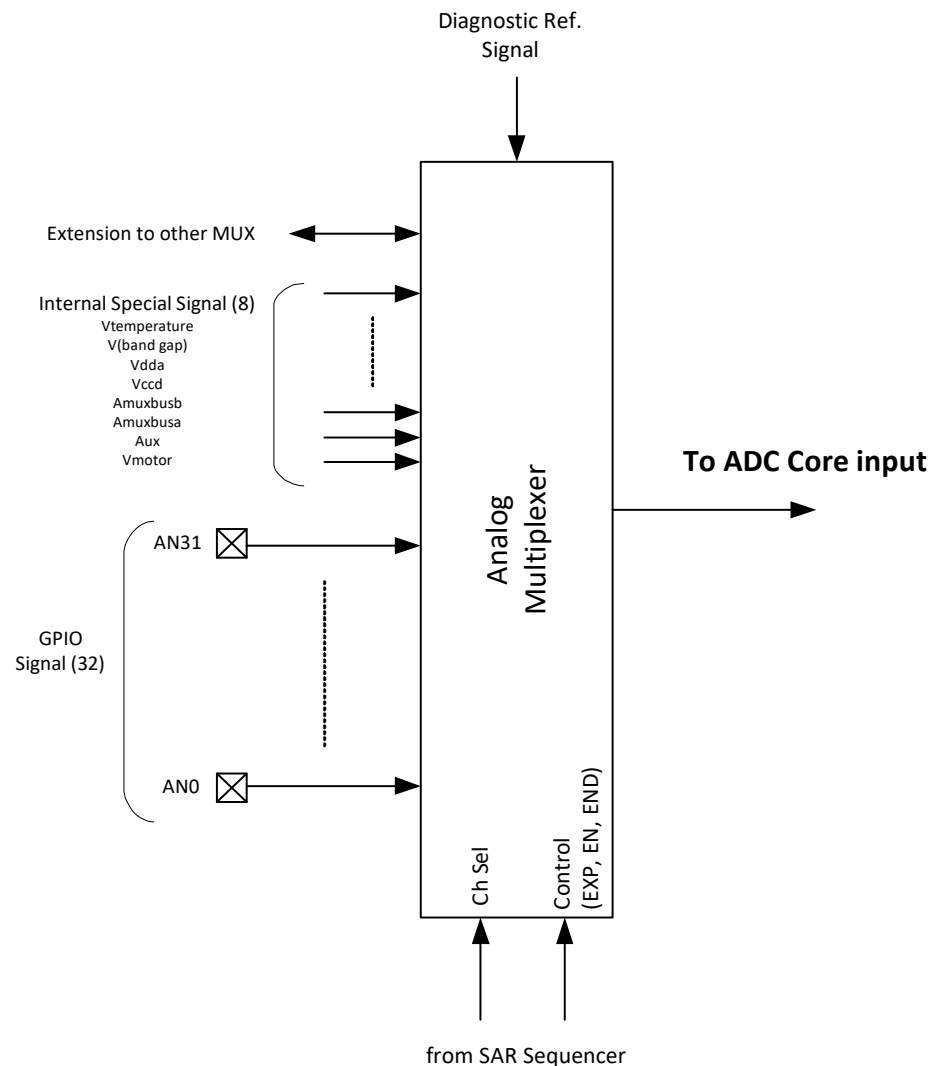 Diagnostic Ref.
Signal
Extension to other MUX
Internal Special Signal (8)
Vtemperature
V(band gap)
Vdda
Vccd
Amuxbusb
Amuxbusa
Aux
Vmotor
To ADC Core input
Analog
Multiplexer
AN31
GPIO
Signal (32)
AN0
Ch Sel
Control
(EXP, EN, END)
from SAR Sequencer